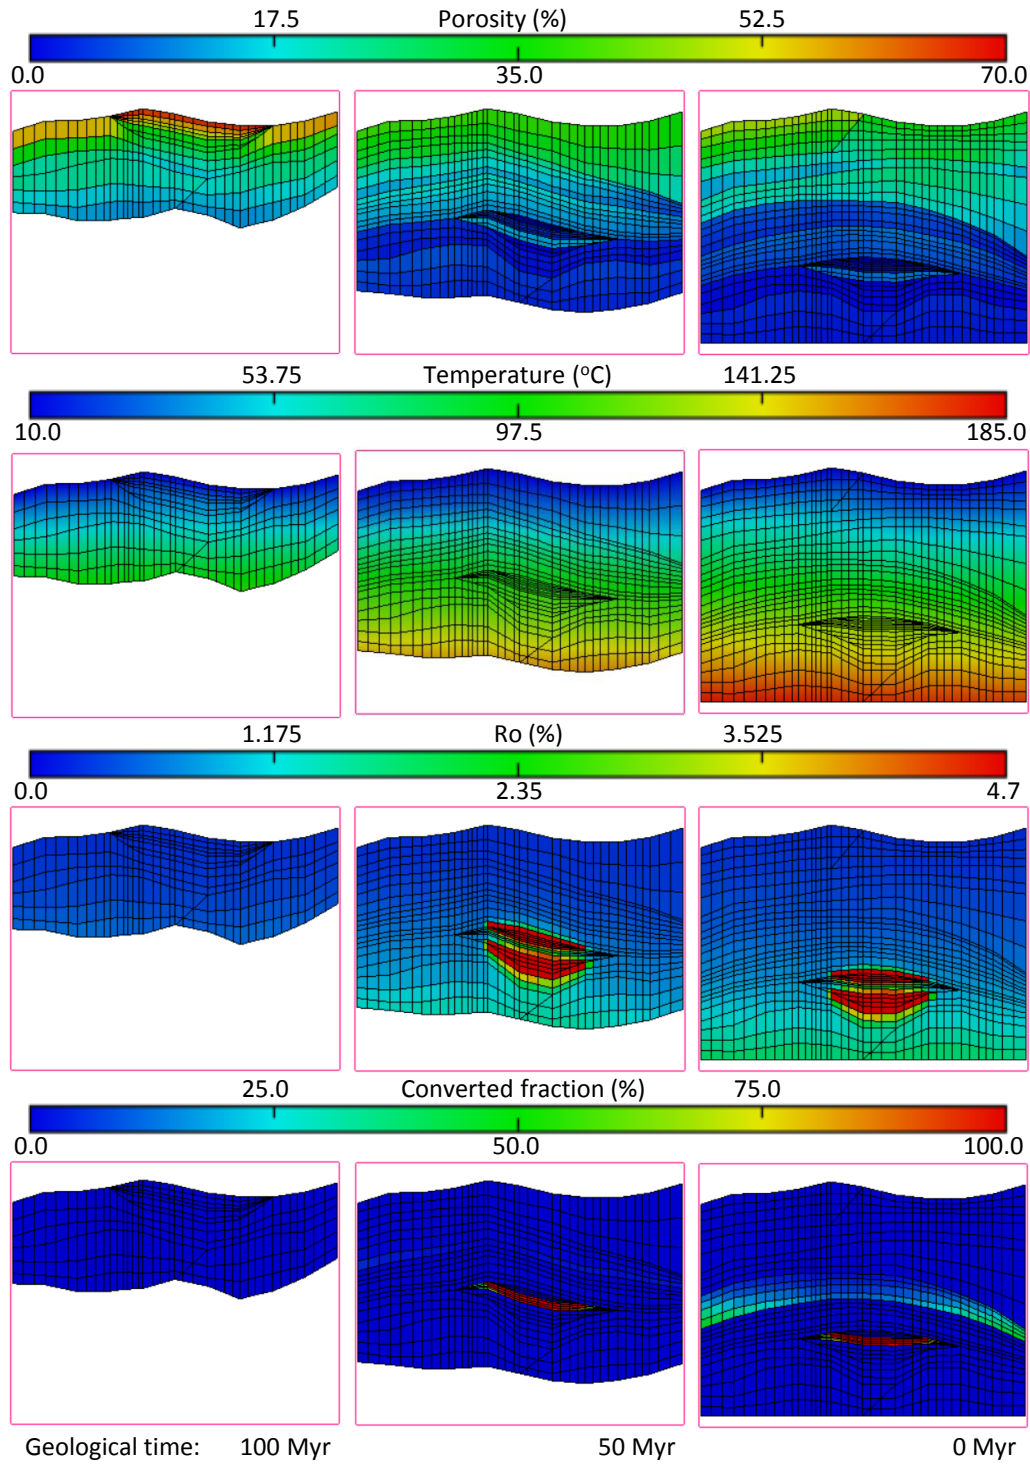 17.5 Porosity (%) 52.5
0.0 35.0 70.0
53.75 Temperature (oC) 141.25
10.0 97.5 185.0
1.175 Ro (%) 3.525
0.0 2.35 4.7
25.0 Converted fraction (%) 75.0
0.0 50.0 100.0
Geological time: 100 Myr 50 Myr 0 Myr